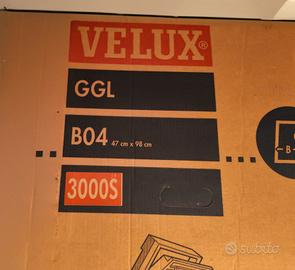 VELUX®
GGL
B04 47 cm x 98 cm
3000S
B
subito